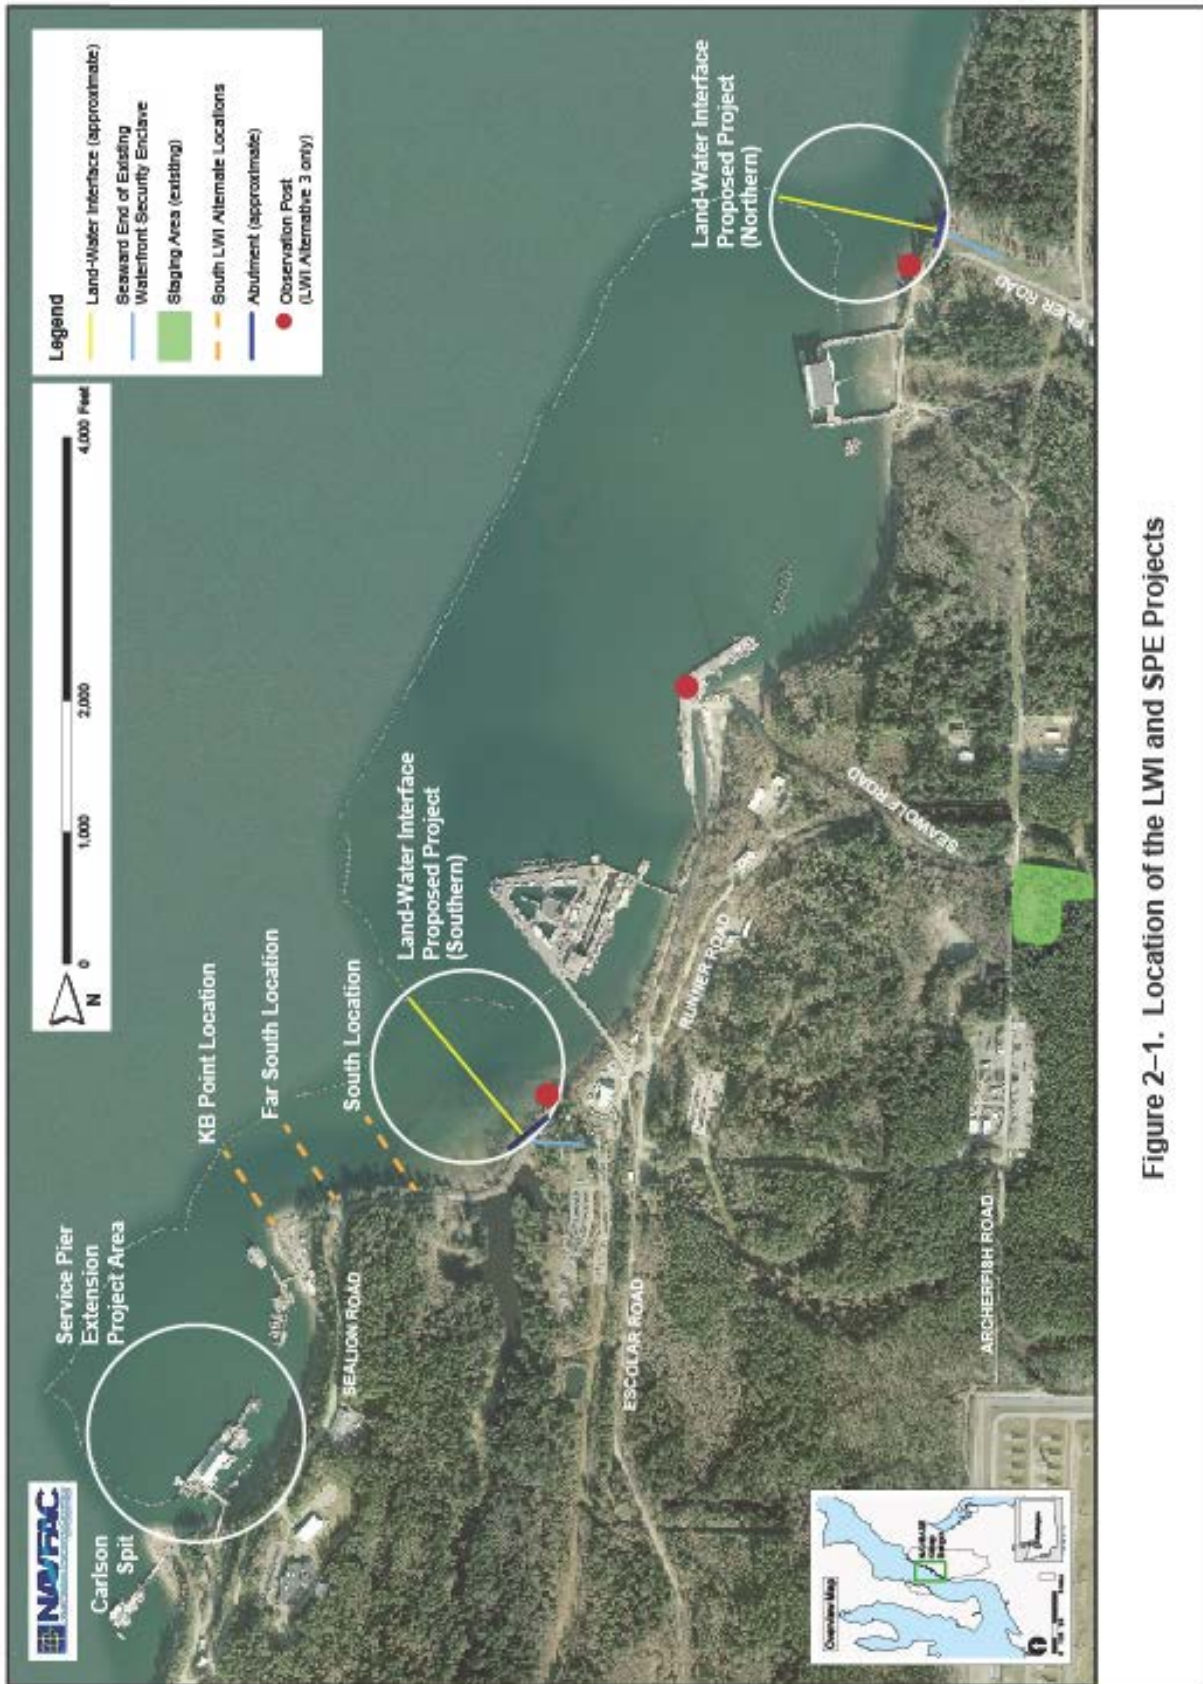 Legend
Land-Water Interface (approximate)
Seaward End of Existing
Waterfront Security Enclave
Staging Area (existing)
South LWI Alternate Locations
Abutment (approximate)
Observation Post
(LWI Alternative 3 only)
N
0
1,000
2,000
4,000 Feet
NAVFAC
Carlson
Spit
Service Pier
Extension
Project Area
KB Point Location
Far South Location
South Location
Land-Water Interface
Proposed Project
(Southern)
Land-Water Interface
Proposed Project
(Northern)
SEALION ROAD
ESCOLAR ROAD
RUNNER ROAD
SEAWOLF ROAD
ARCHERFISH ROAD
FLIER ROAD
Overview Map
Figure 2–1. Location of the LWI and SPE Projects